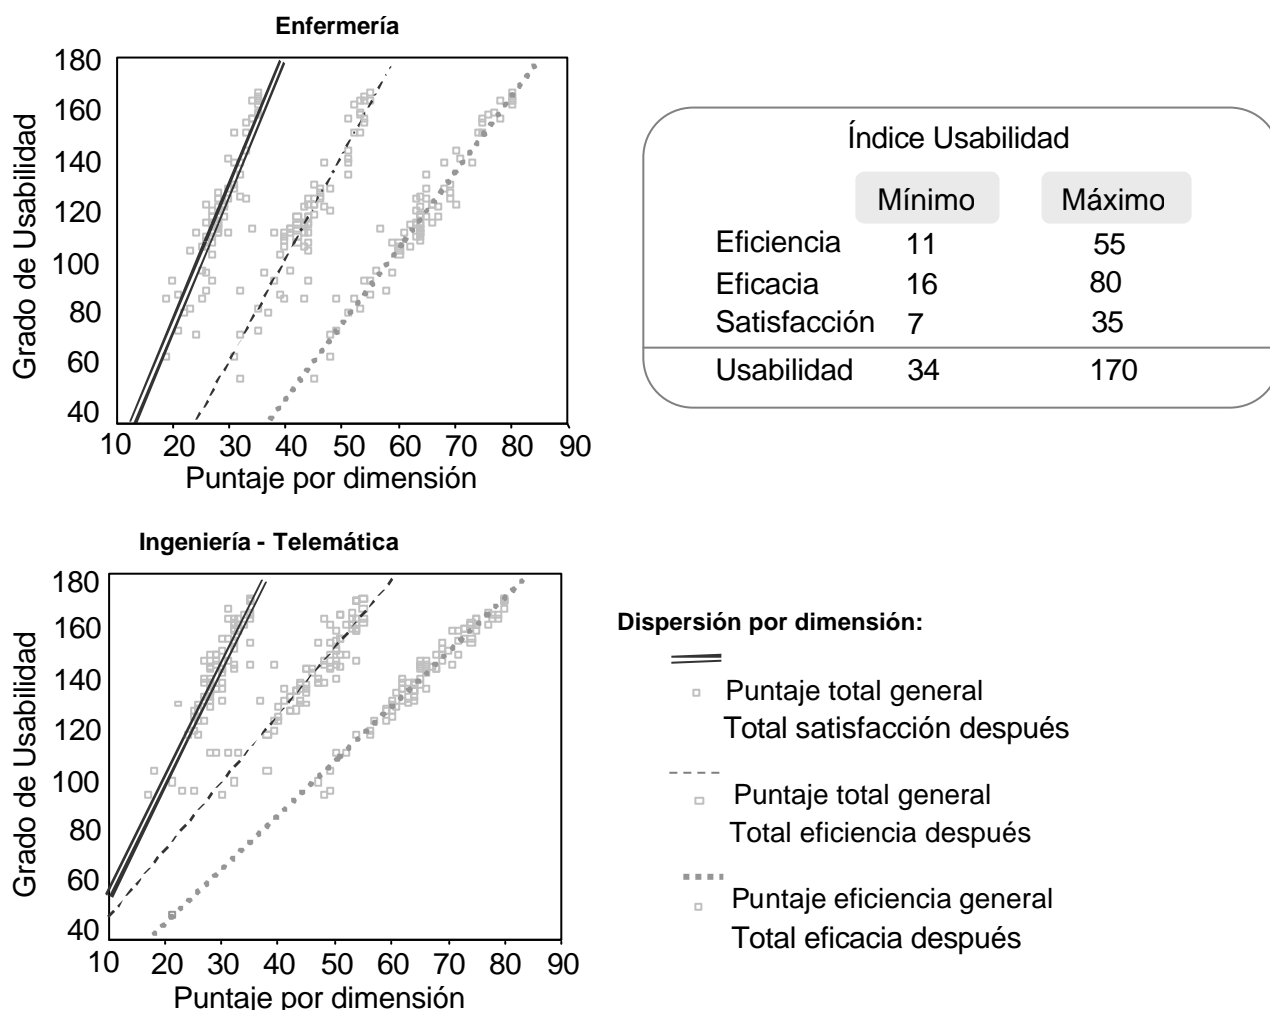 Enfermería
180
160
140
120
100
80
60
40
10 20 30 40 50 60 70 80 90
Grado de Usabilidad
Puntaje por dimensión
Índice Usabilidad
Mínimo Máximo
Eficiencia 11 55
Eficacia 16 80
Satisfacción 7 35
Usabilidad 34 170
Ingeniería - Telemática
180
160
140
120
100
80
60
40
10 20 30 40 50 60 70 80 90
Grado de Usabilidad
Puntaje por dimensión
Dispersión por dimensión:
Puntaje total general
Total satisfacción después
Puntaje total general
Total eficiencia después
Puntaje eficiencia general
Total eficacia después